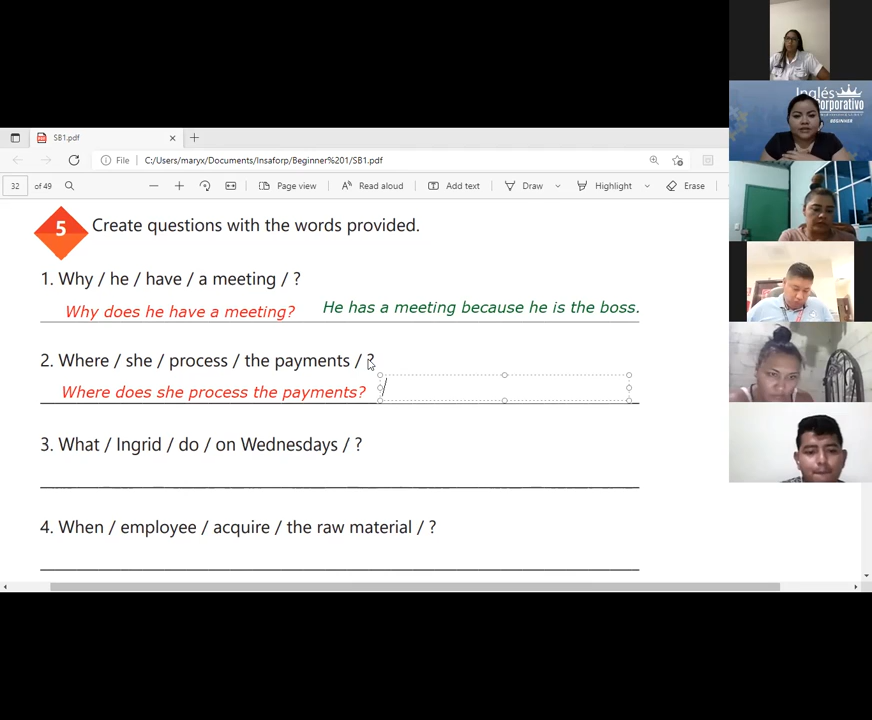 Inglés
Corporativo
BEGINNER
SB1.pdf
File C:/Users/maryx/Documents/Insaforp/Beginner%201/SB1.pdf
32 of 49 Page view Read aloud Add text Draw Highlight Erase
5 Create questions with the words provided.
1. Why / he / have / a meeting / ?
Why does he have a meeting? He has a meeting because he is the boss.
2. Where / she / process / the payments / ?
Where does she process the payments?
3. What / Ingrid / do / on Wednesdays / ?
4. When / employee / acquire / the raw material / ?